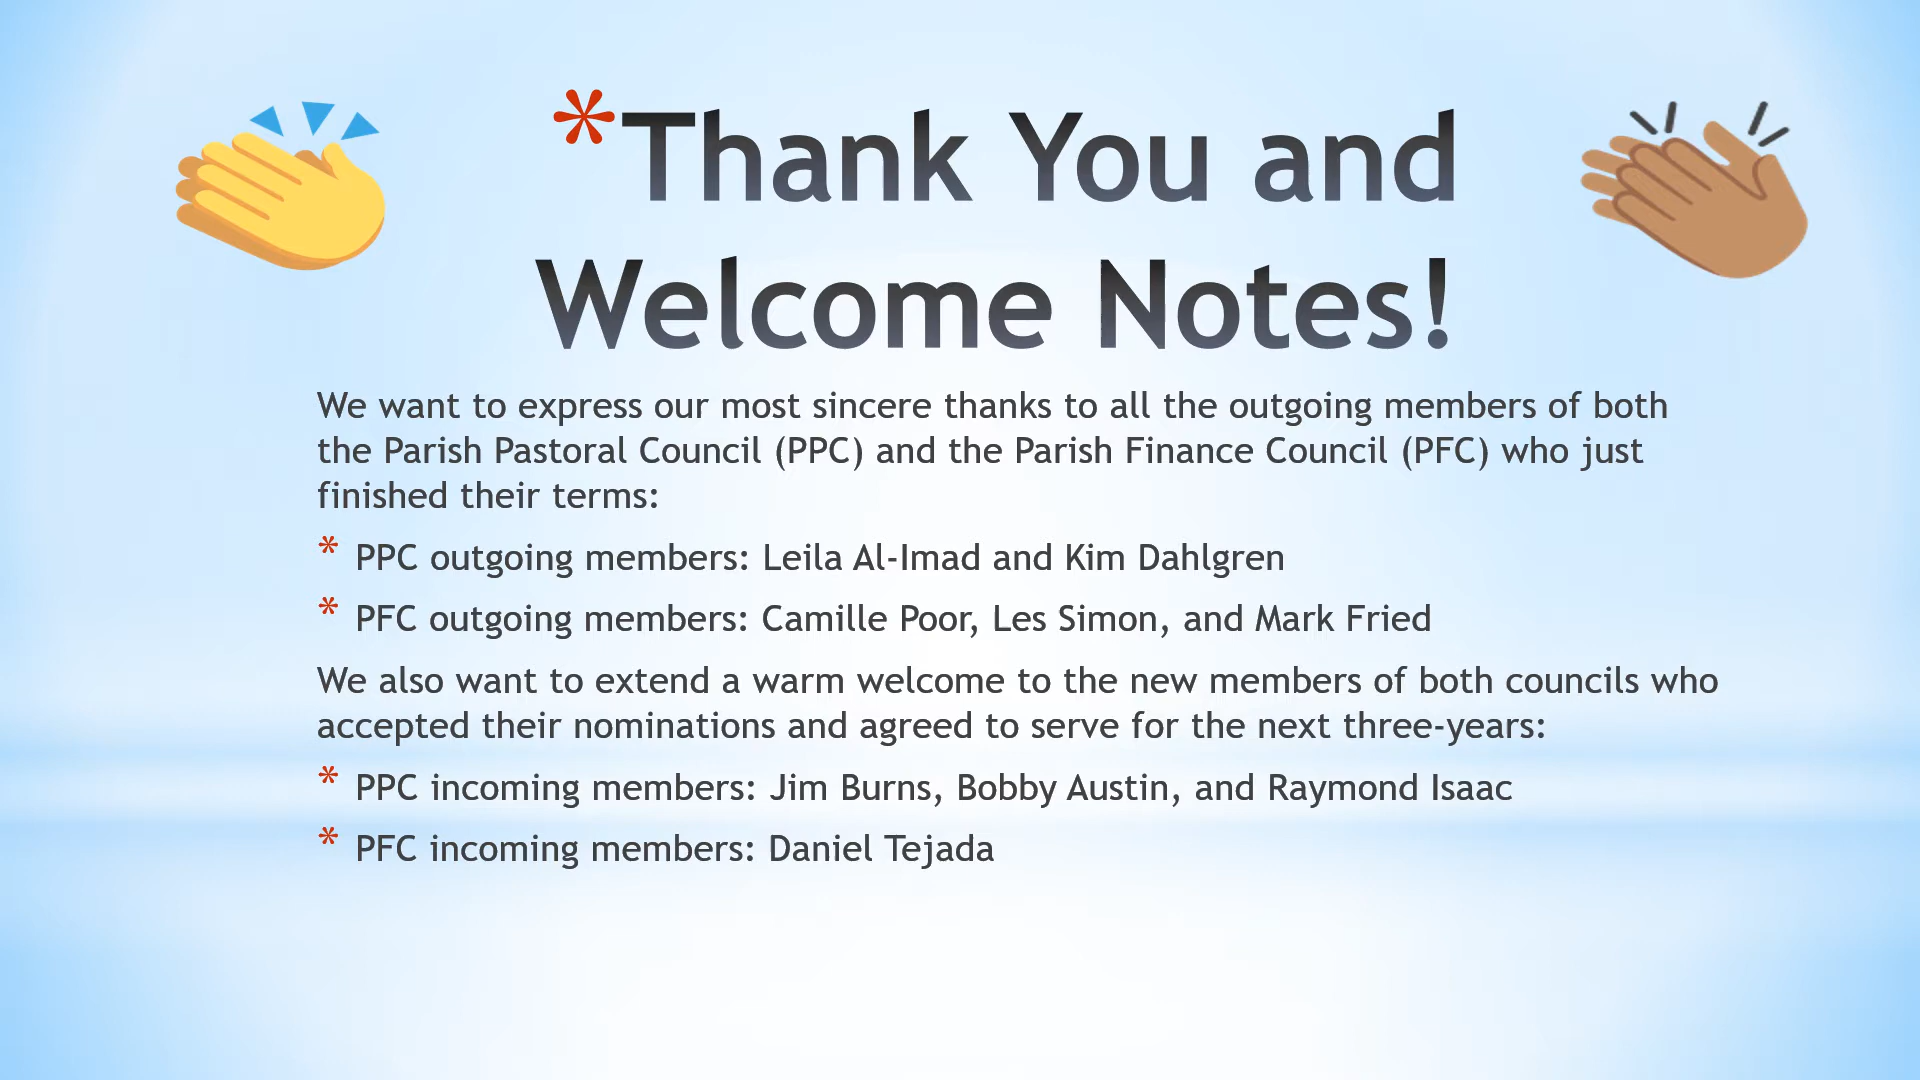 * Thank You and
Welcome Notes!
We want to express our most sincere thanks to all the outgoing members of both
the Parish Pastoral Council (PPC) and the Parish Finance Council (PFC) who just
finished their terms:
* PPC outgoing members: Leila Al-Imad and Kim Dahlgren
* PFC outgoing members: Camille Poor, Les Simon, and Mark Fried
We also want to extend a warm welcome to the new members of both councils who
accepted their nominations and agreed to serve for the next three-years:
* PPC incoming members: Jim Burns, Bobby Austin, and Raymond Isaac
* PFC incoming members: Daniel Tejada